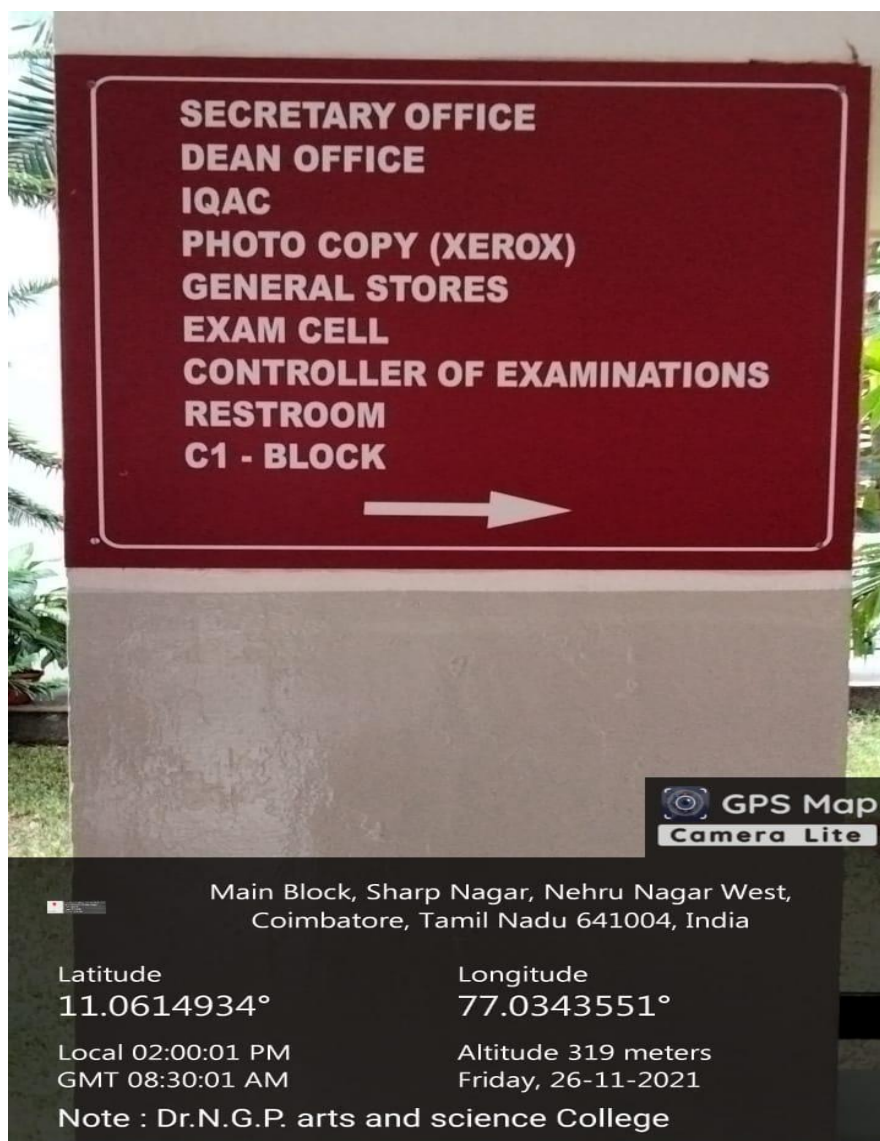 SECRETARY OFFICE
DEAN OFFICE
IQAC
PHOTO COPY (XEROX)
GENERAL STORES
EXAM CELL
CONTROLLER OF EXAMINATIONS
RESTROOM
C1 - BLOCK
GPS Map
Camera Lite
Main Block, Sharp Nagar, Nehru Nagar West,
Coimbatore, Tamil Nadu 641004, India
Latitude
11.0614934°
Longitude
77.0343551°
Local 02:00:01 PM
GMT 08:30:01 AM
Altitude 319 meters
Friday, 26-11-2021
Note : Dr.N.G.P. arts and science College